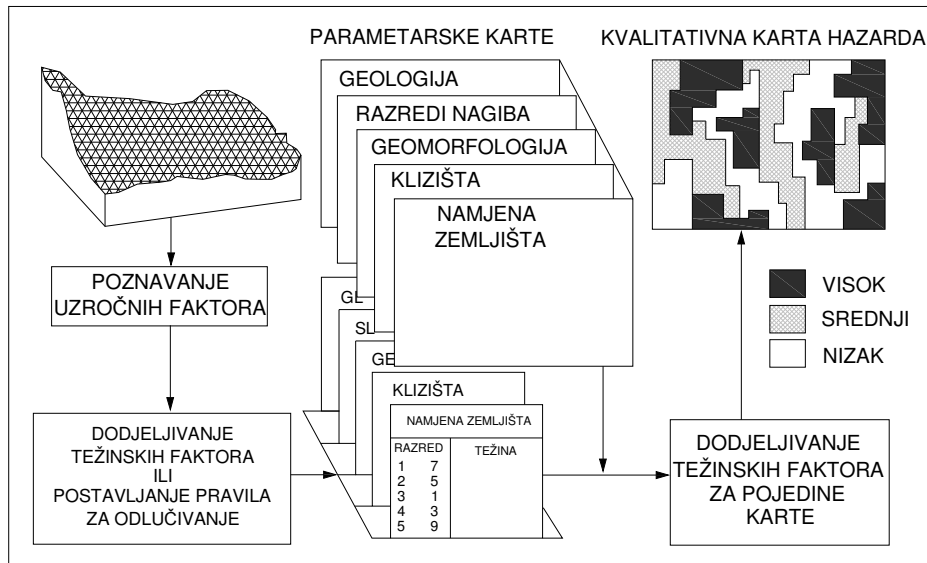 PARAMETARSKE KARTE
KVALITATIVNA KARTA HAZARDA
GEOLOGIJA
RAZREDI NAGIBA
GEOMORFOLOGIJA
KLIZIŠTA
NAMJENA
ZEMLJIŠTA
POZNAVANJE
UZROČNIH FAKTORA
VISOK
SREDNJI
NIZAK
GE
SL
GE
KLIZIŠTA
NAMJENA ZEMLJIŠTA
RAZRED TEŽINA
1 7
2 5
3 1
4 3
5 9
DODJELJIVANJE
TEŽINSKIH FAKTORA
ILI
POSTAVLJANJE PRAVILA
ZA ODLUČIVANJE
DODJELJIVANJE
TEŽINSKIH FAKTORA
ZA POJEDINE
KARTE